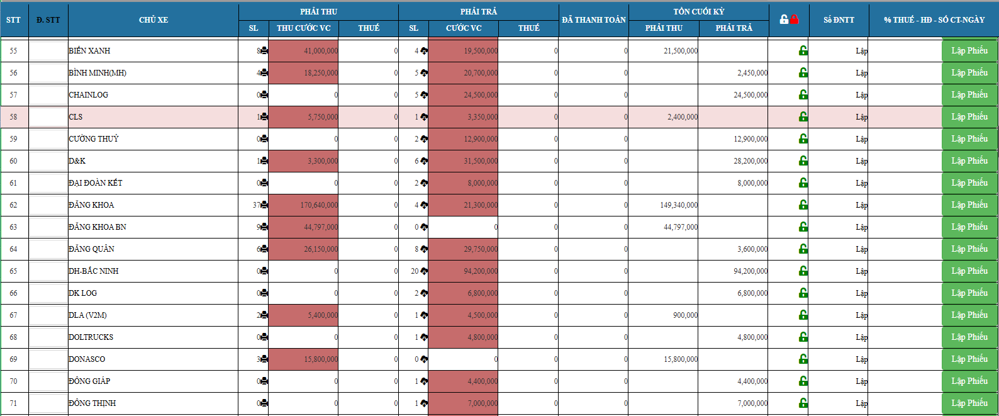 STT Đ. STT CHỦ XE PHẢI THU PHẢI TRẢ ĐÃ THANH TOÁN TỒN CUỐI KỲ Số ĐNTT % THUẾ - HĐ - SỐ CT-NGÀY
SL THU CƯỚC VC THUẾ SL CƯỚC VC THUẾ PHẢI THU PHẢI TRẢ
55 BIỂN XANH 8 41,000,000 0 4 19,500,000 0 0 21,500,000 Lập Lập Phiếu
56 BÌNH MINH(MH) 4 18,250,000 0 5 20,700,000 0 0 2,450,000 Lập Lập Phiếu
57 CHAINLOG 0 0 0 5 24,500,000 0 0 24,500,000 Lập Lập Phiếu
58 CLS 1 5,750,000 0 1 3,350,000 0 0 2,400,000 Lập Lập Phiếu
59 CƯỜNG THUỶ 0 0 0 2 12,900,000 0 0 12,900,000 Lập Lập Phiếu
60 D&K 1 3,300,000 0 6 31,500,000 0 0 28,200,000 Lập Lập Phiếu
61 ĐẠI ĐOÀN KẾT 0 0 0 2 8,000,000 0 0 8,000,000 Lập Lập Phiếu
62 ĐĂNG KHOA 37 170,640,000 0 4 21,300,000 0 0 149,340,000 Lập Lập Phiếu
63 ĐĂNG KHOA BN 9 44,797,000 0 0 0 0 0 44,797,000 Lập Lập Phiếu
64 ĐĂNG QUÂN 6 26,150,000 0 8 29,750,000 0 0 3,600,000 Lập Lập Phiếu
65 DH-BẮC NINH 0 0 0 20 94,200,000 0 0 94,200,000 Lập Lập Phiếu
66 DK LOG 0 0 0 2 6,800,000 0 0 6,800,000 Lập Lập Phiếu
67 DLA (V2M) 2 5,400,000 0 1 4,500,000 0 0 900,000 Lập Lập Phiếu
68 DOLTRUCKS 0 0 0 1 4,800,000 0 0 4,800,000 Lập Lập Phiếu
69 DONASCO 3 15,800,000 0 0 0 0 0 15,800,000 Lập Lập Phiếu
70 ĐÔNG GIÁP 0 0 0 1 4,400,000 0 0 4,400,000 Lập Lập Phiếu
71 ĐÔNG THỊNH 0 0 0 1 7,000,000 0 0 7,000,000 Lập Lập Phiếu